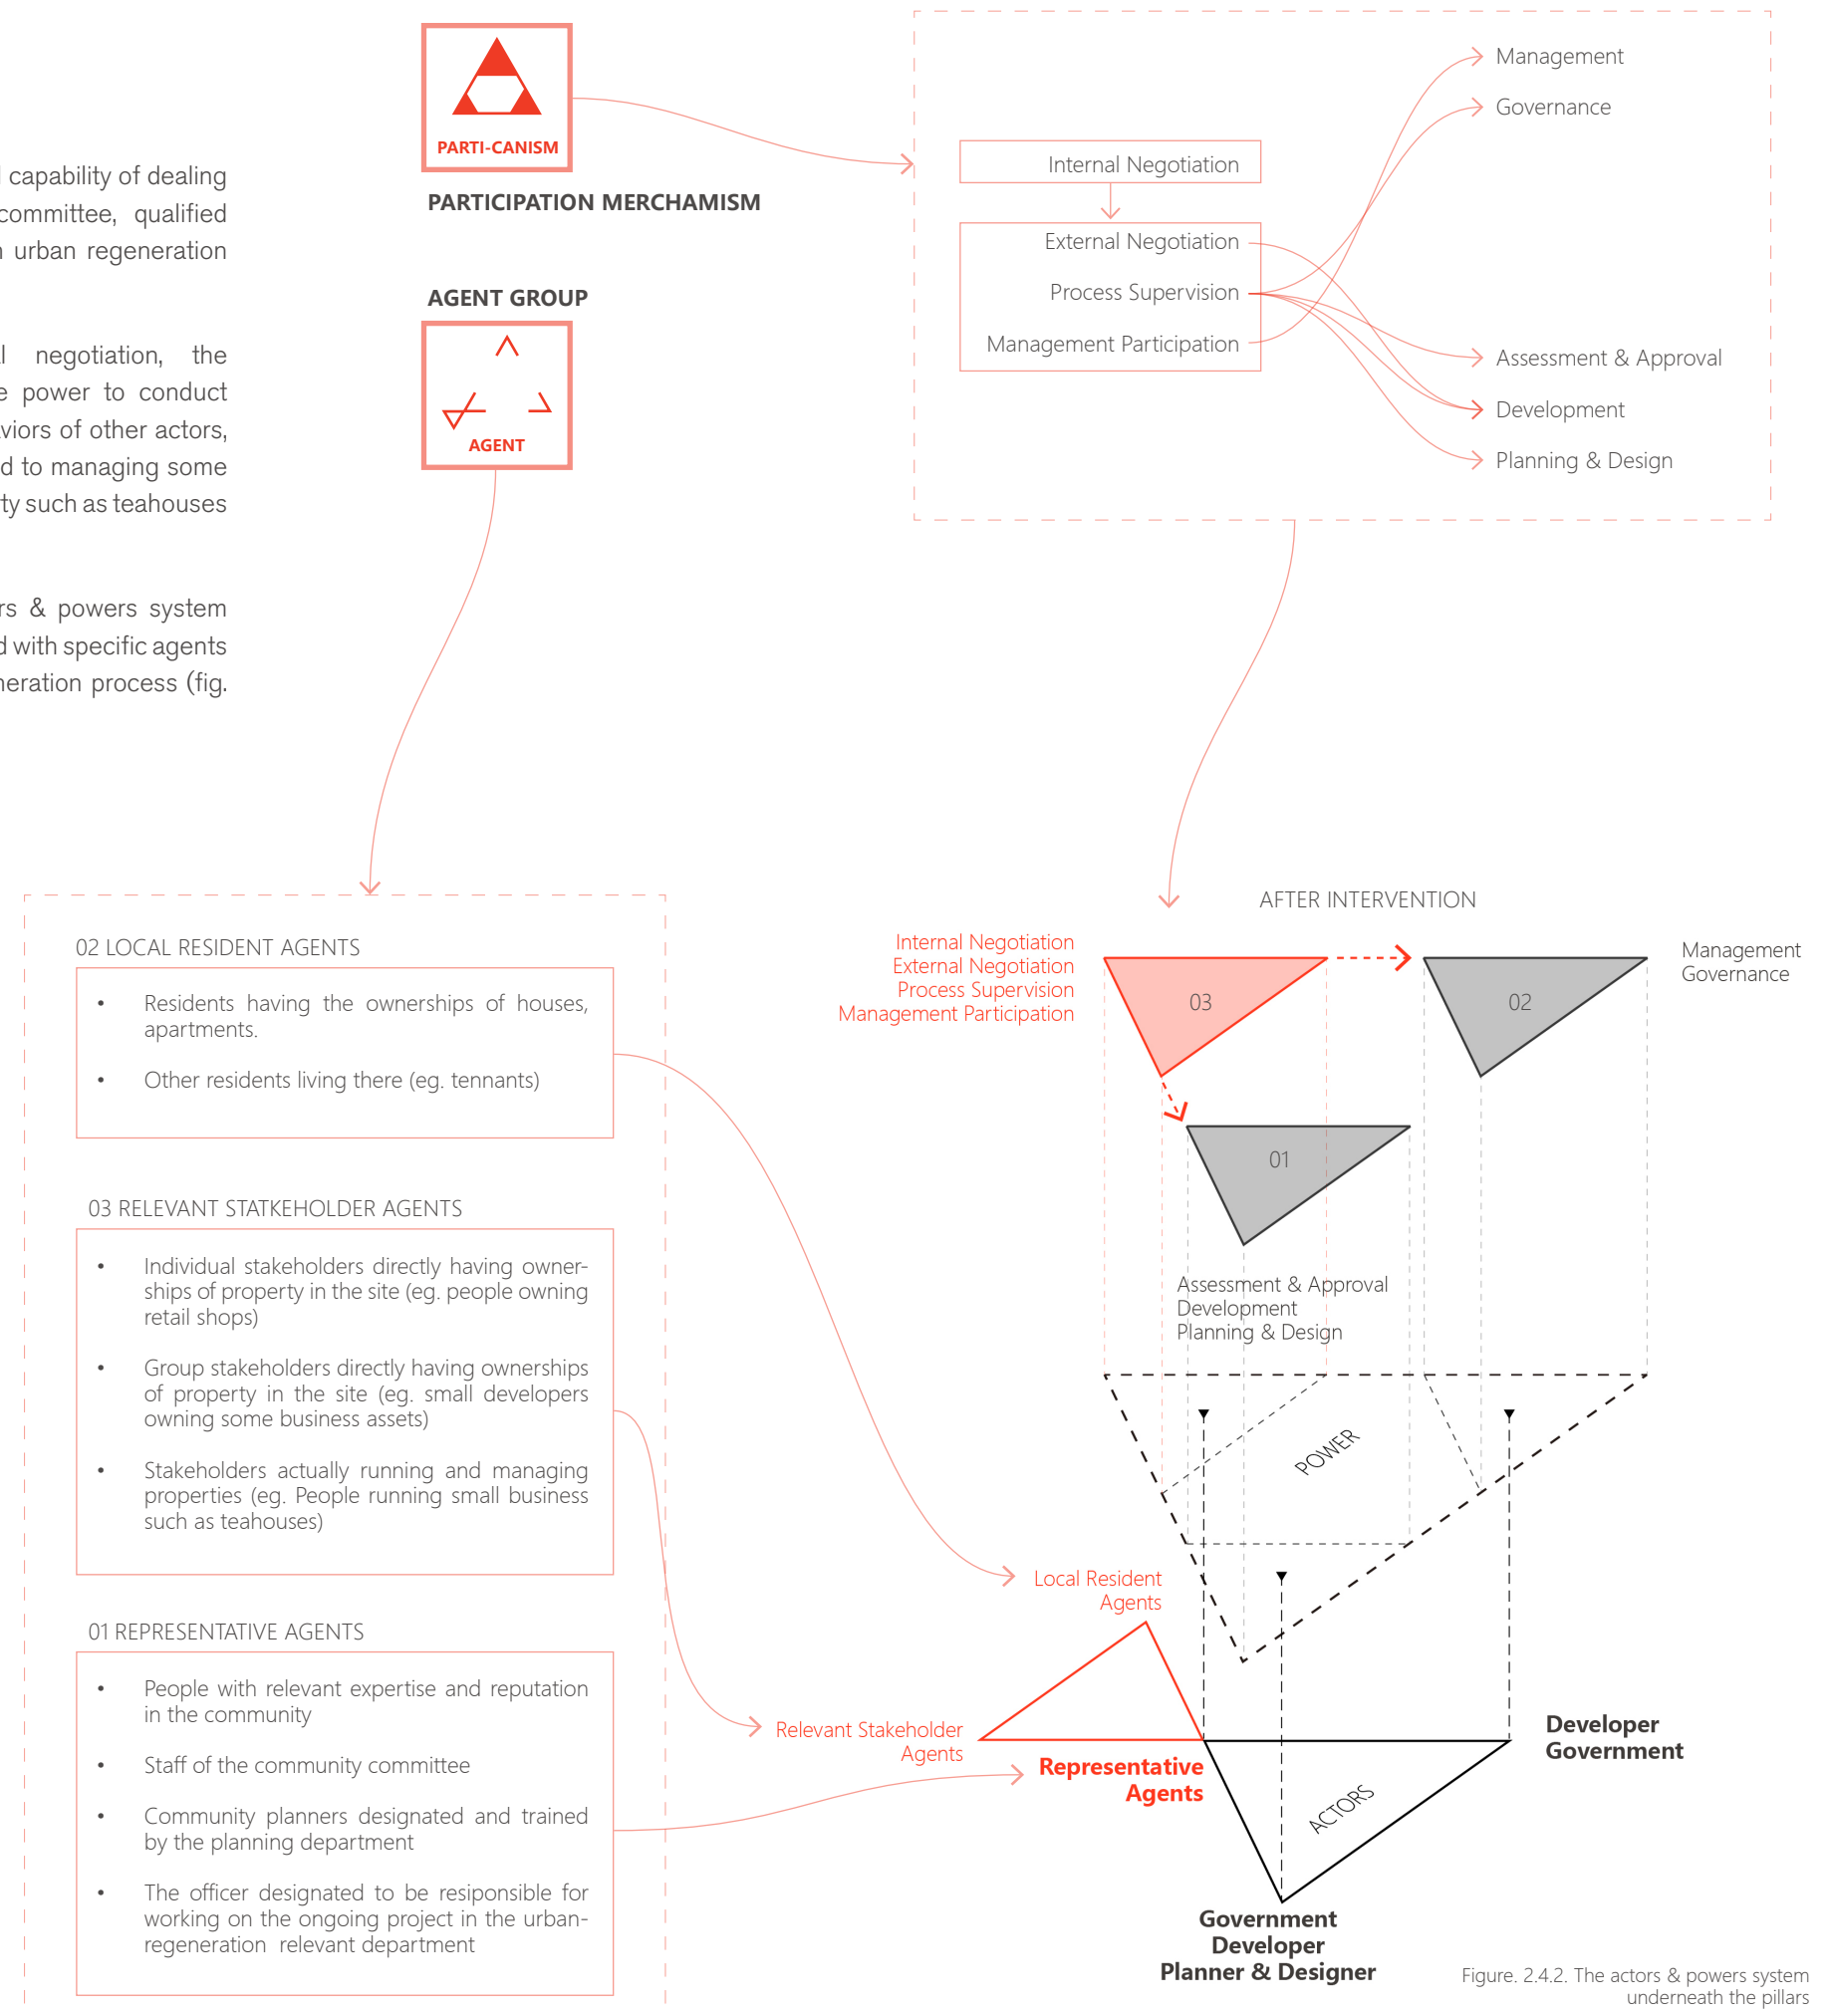 capability of dealing
committee, qualified
urban regeneration
negotiation, the
power to conduct
of other actors,
to managing some
such as teahouses
& powers system
with specific agents
process (fig.
PARTI-CANISM
PARTICIPATION MERCHAMISM
AGENT GROUP
AGENT
Internal Negotiation
External Negotiation
Process Supervision
Management Participation
Management
Governance
Assessment & Approval
Development
Planning & Design
02 LOCAL RESIDENT AGENTS
• Residents having the ownerships of houses,
apartments.
• Other residents living there (eg. tennants)
03 RELEVANT STATKEHOLDER AGENTS
• Individual stakeholders directly having owner-
ships of property in the site (eg. people owning
retail shops)
• Group stakeholders directly having ownerships
of property in the site (eg. small developers
owning some business assets)
• Stakeholders actually running and managing
properties (eg. People running small business
such as teahouses)
01 REPRESENTATIVE AGENTS
• People with relevant expertise and reputation
in the community
• Staff of the community committee
• Community planners designated and trained
by the planning department
• The officer designated to be resiponsible for
working on the ongoing project in the urban-
regeneration relevant department
AFTER INTERVENTION
Internal Negotiation
External Negotiation
Process Supervision
Management Participation
03
02
Management
Governance
01
Assessment & Approval
Development
Planning & Design
POWER
Local Resident
Agents
Relevant Stakeholder
Agents
Representative
Agents
ACTORS
Developer
Government
Government
Developer
Planner & Designer
Figure. 2.4.2. The actors & powers system
underneath the pillars